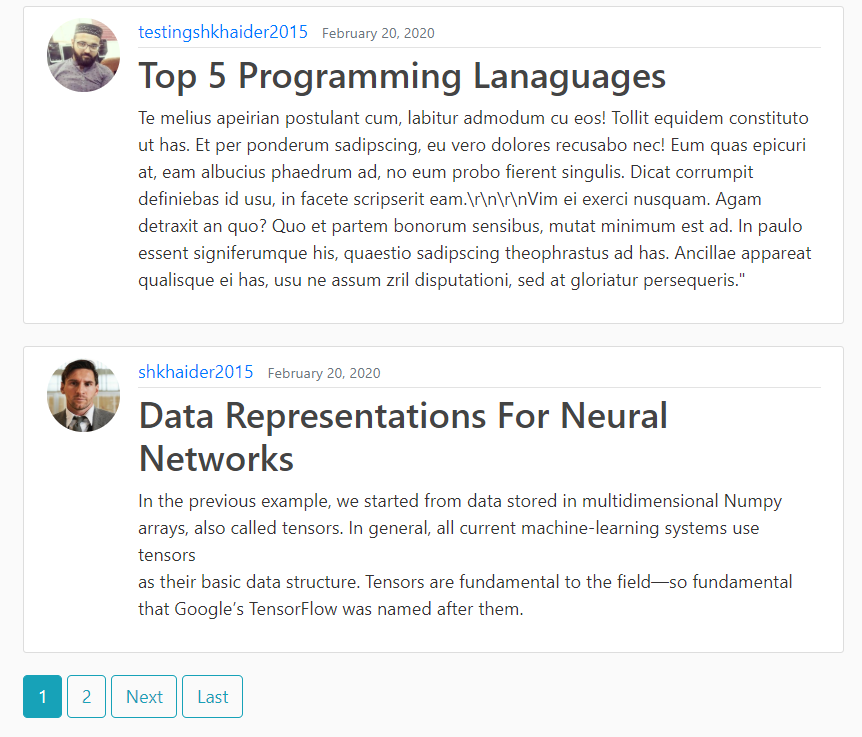 testingshkhaider2015 February 20, 2020
Top 5 Programming Lanaguages
Te melius apeirian postulant cum, labitur admodum cu eos! Tollit equidem constituto
ut has. Et per ponderum sadipscing, eu vero dolores recusabo nec! Eum quas epicuri
at, eam albucius phaedrum ad, no eum probo fierent singulis. Dicat corrumpit
definiebas id usu, in facete scripserit eam.\r\n\r\nVim ei exerci nusquam. Agam
detraxit an quo? Quo et partem bonorum sensibus, mutat minimum est ad. In paulo
essent signiferumque his, quaestio sadipscing theophrastus ad has. Ancillae appareat
qualisque ei has, usu ne assum zril disputationi, sed at gloriatur persequeris."
shkhaider2015 February 20, 2020
Data Representations For Neural
Networks
In the previous example, we started from data stored in multidimensional Numpy
arrays, also called tensors. In general, all current machine-learning systems use
tensors
as their basic data structure. Tensors are fundamental to the field—so fundamental
that Google’s TensorFlow was named after them.
1 2 Next Last